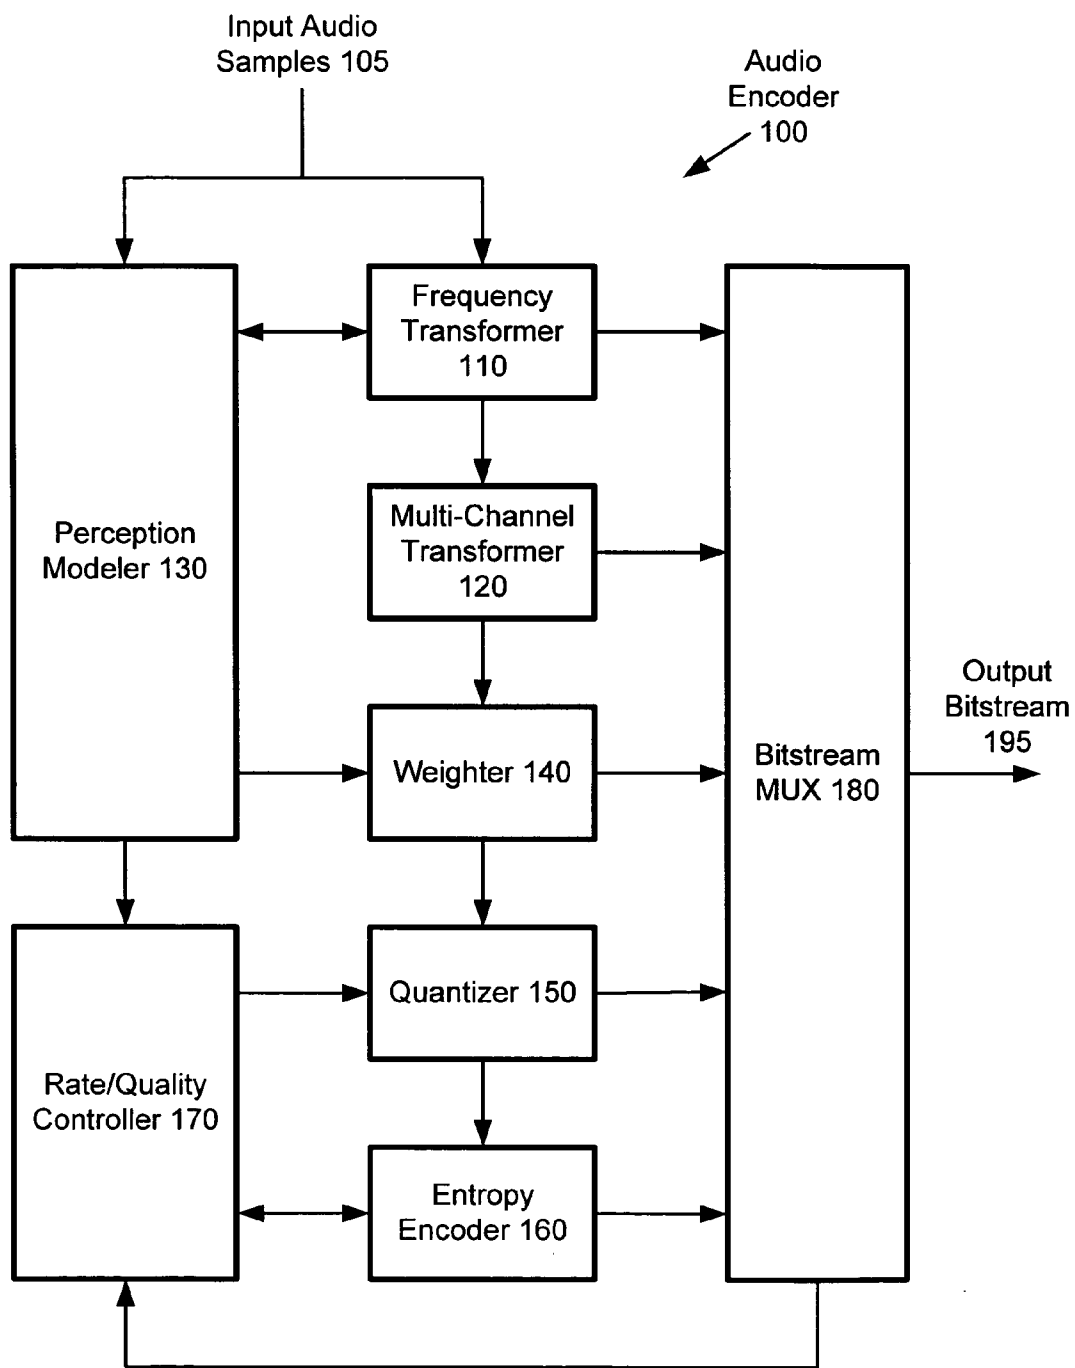 Input Audio
Samples 105
Audio
Encoder
100
Frequency
Transformer
110
Multi-Channel
Transformer
120
Perception
Modeler 130
Weighter 140
Bitstream
MUX 180
Output
Bitstream
195
Quantizer 150
Rate/Quality
Controller 170
Entropy
Encoder 160